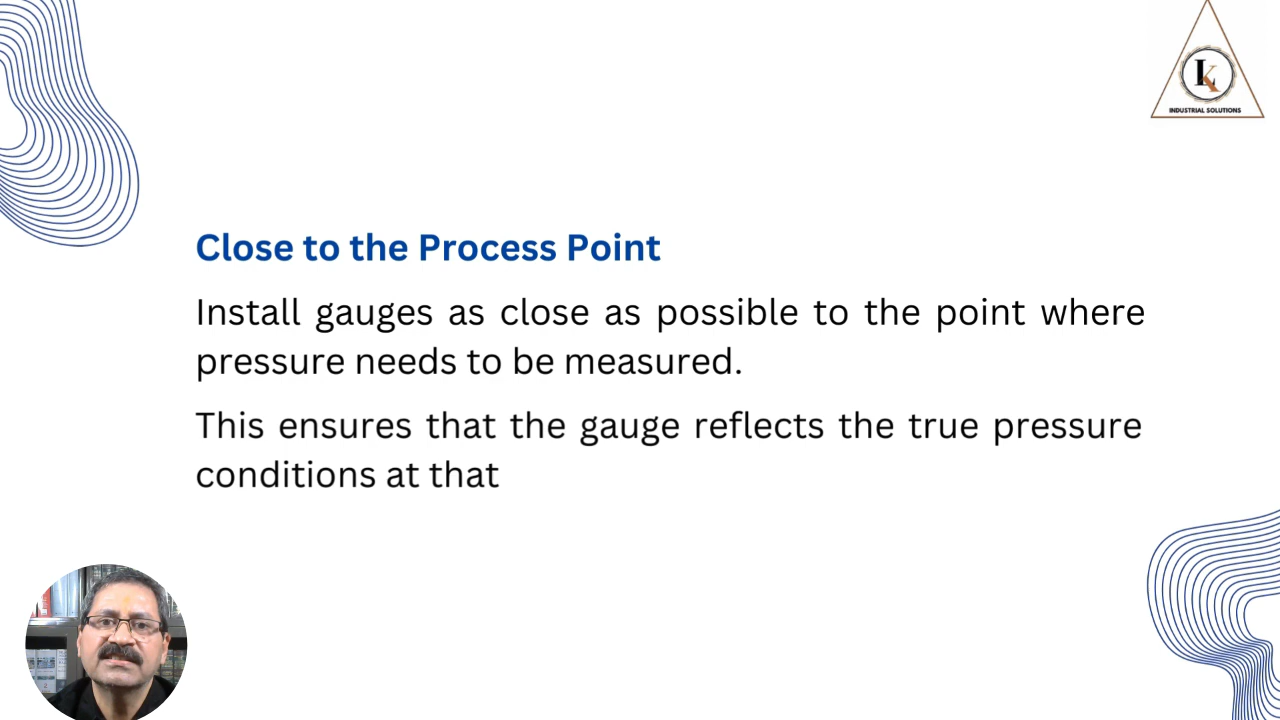 LK
INDUSTRIAL SOLUTIONS
Close to the Process Point
Install gauges as close as possible to the point where
pressure needs to be measured.
This ensures that the gauge reflects the true pressure
conditions at that